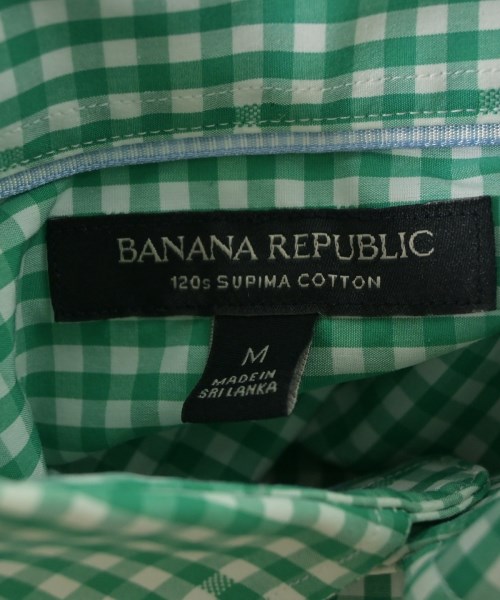 BANANA REPUBLIC
120s SUPIMA COTTON
M
MADE IN
SRI LANKA